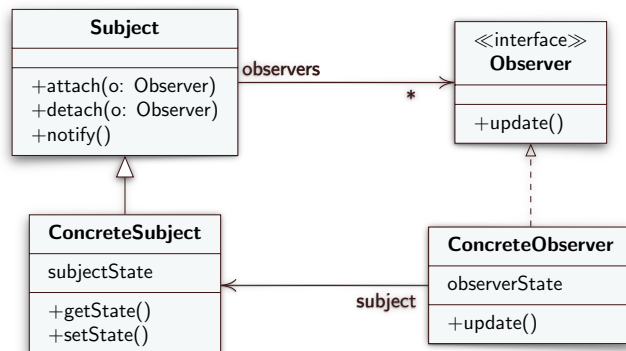 Subject
+attach(o: Observer)
+detach(o: Observer)
+notify()
observers
*
≪interface≫
Observer
+update()
ConcreteSubject
subjectState
+getState()
+setState()
subject
ConcreteObserver
observerState
+update()